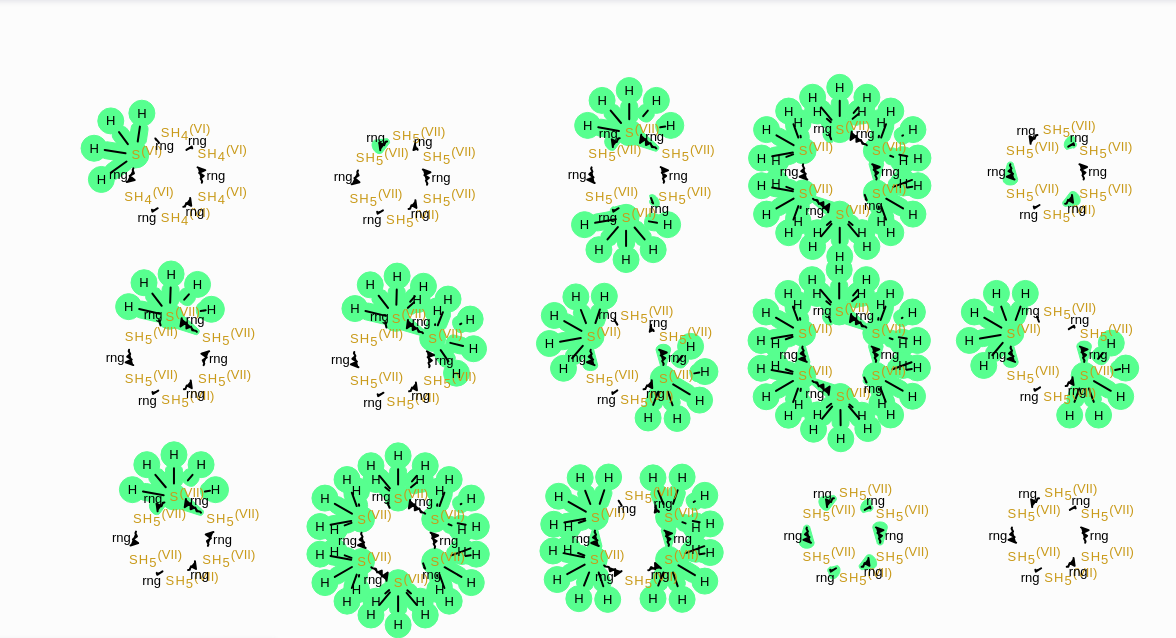 H H
SH4(VI)
H S(VI) rng rng SH4(VI)
H rng rng
SH4(VI) SH4(VI)
rng SH4(VI) rng
rng SH5(VII) rng
SH5(VII) SH5(VII)
rng rng
SH5(VII) SH5(VII)
rng SH5(VII) rng
H H H
H rng S(VII) rng H
SH5(VII) SH5(VII)
rng rng
H rng S(VII) rng H
H H H
H H H H H
H H rng S(VII) rng H H
H S(VII) S(VII) H
rng rng
H S(VII) S(VII) H
H rng S(VII) rng H
H H H H H H
H
rng SH5(VII) rng
SH5(VII) SH5(VII)
rng rng
SH5(VII) SH5(VII)
rng SH5(VII) rng
H H H
H rng S(VII) rng H
SH5(VII) SH5(VII)
rng rng
SH5(VII) SH5(VII)
rng SH5(VII) rng
H H H H H
H rng S(VII) rng H H
SH5(VII) S(VII) H
rng rng H
SH5(VII) SH5(VII)
rng SH5(VII) rng
H H
H rng SH5(VII) rng
H S(VII) SH5(VII) H
H rng rng H
SH5(VII) S(VII) H
rng SH5(VII) rng
H H
H
H H H H
H H rng S(VII) rng H H
H S(VII) S(VII) H
rng rng
H S(VII) S(VII) H
H H rng S(VII) rng H H
H H H H
H
H H
H rng SH5(VII) rng
H S(VII) SH5(VII) H
H rng rng H
SH5(VII) S(VII) H
rng SH5(VII) rng
H H
H H H
H rng S(VII) rng H
SH5(VII) SH5(VII)
rng rng
SH5(VII) SH5(VII)
rng SH5(VII) rng
H
H H H H
H H rng S(VII) rng H H
H S(VII) S(VII) H
rng rng
H S(VII) S(VII) H
H rng S(VII) rng H
H H H H H H
H
H H H H
H SH5(VII) H
H S(VII) rng rng S(VII) H
H H rng rng H
S(VII) S(VII)
H H rng SH5(VII) rng H H
H H H H
rng SH5(VII) rng
SH5(VII) SH5(VII)
rng rng
SH5(VII) SH5(VII)
rng SH5(VII) rng
rng SH5(VII) rng
SH5(VII) SH5(VII)
rng rng
SH5(VII) SH5(VII)
rng SH5(VII) rng